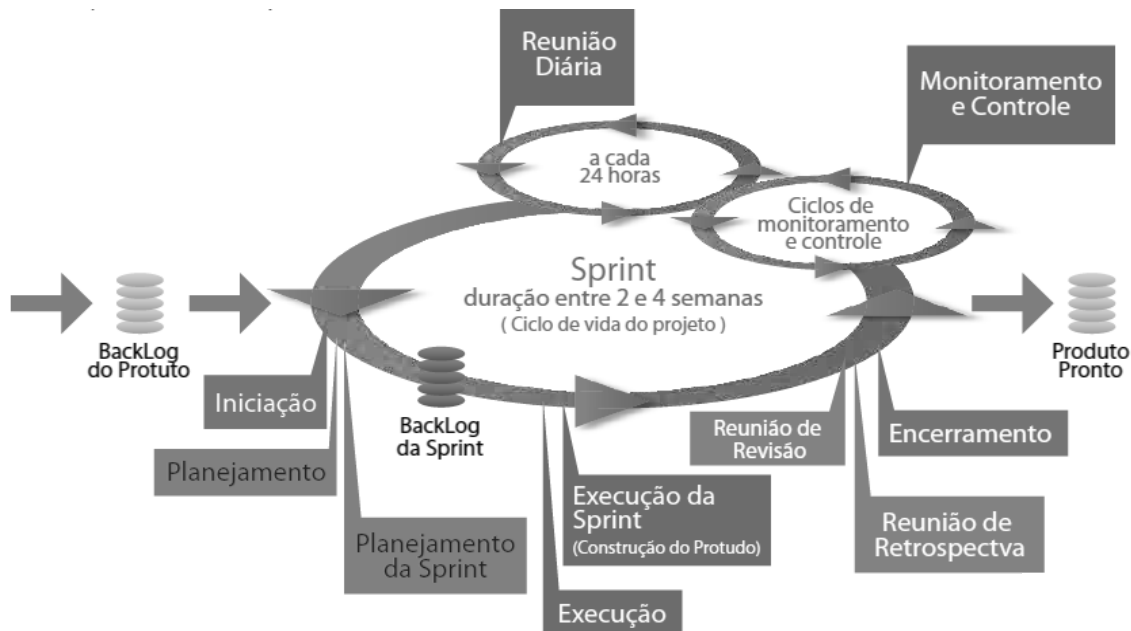 Reunião
Diária
Monitoramento
e Controle
a cada
24 horas
Ciclos de
monitoramento
e controle
Sprint
duração entre 2 e 4 semanas
( Ciclo de vida do projeto )
BackLog
do Protuto
Produto
Pronto
Iniciação
BackLog
da Sprint
Reunião de
Revisão
Encerramento
Planejamento
Execução da
Sprint
(Construção do Protudo)
Reunião de
Retrospectva
Planejamento
da Sprint
Execução